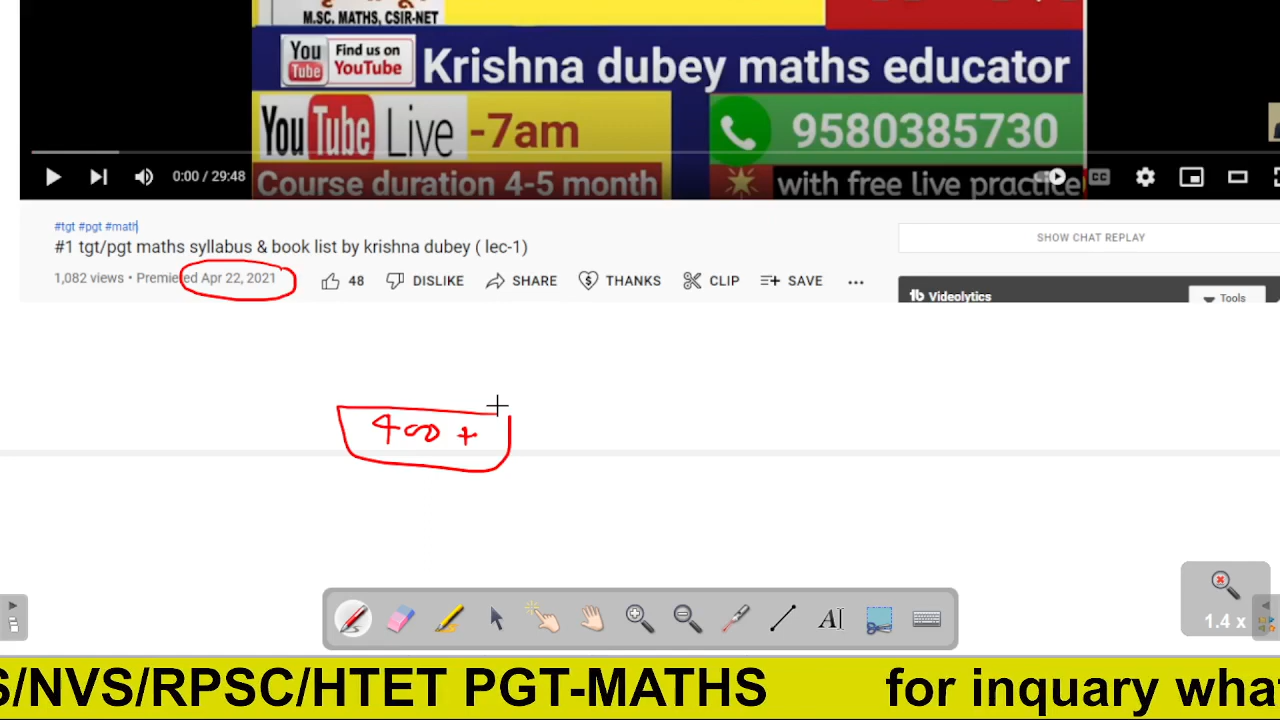 M.SC. MATHS, CSIR-NET
You Tube Find us on YouTube
Krishna dubey maths educator
YouTube Live -7am
9580385730
0:00 / 29:48
CC
Course duration 4-5 month
with free live practice
#tgt #pgt #math
#1 tgt/pgt maths syllabus & book list by krishna dubey ( lec-1)
SHOW CHAT REPLAY
1,082 views • Premiered Apr 22, 2021
48 DISLIKE SHARE THANKS CLIP SAVE
Videolytics Tools
400 +
AI
1.4 x
S/NVS/RPSC/HTET PGT-MATHS for inquary what